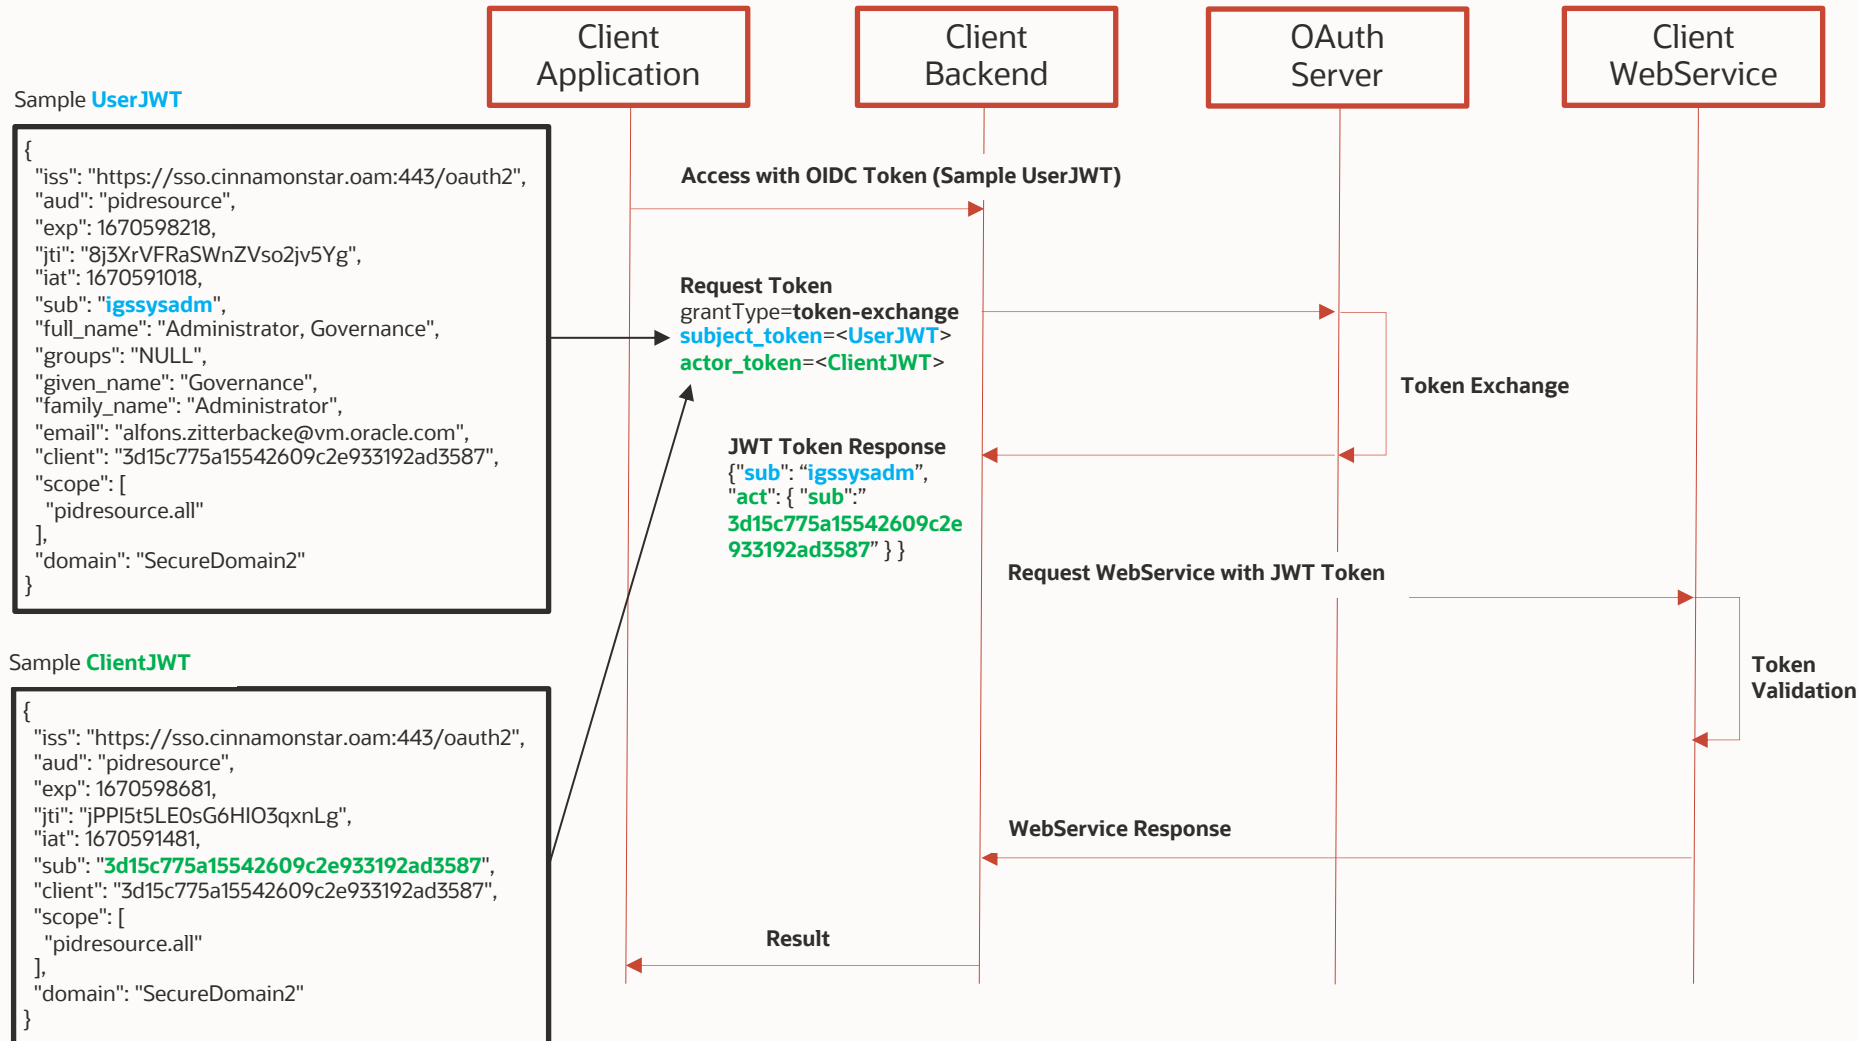 Client
Application
Client
Backend
OAuth
Server
Client
WebService
Sample UserJWT
{
"iss": "https://sso.cinnamonstar.oam:443/oauth2",
"aud": "pidresource",
"exp": 1670598218,
"jti": "8j3XrVFRaSWnZVso2jv5Yg",
"iat": 1670591018,
"sub": "igssysadm",
"full_name": "Administrator, Governance",
"groups": "NULL",
"given_name": "Governance",
"family_name": "Administrator",
"email": "alfons.zitterbacke@vm.oracle.com",
"client": "3d15c775a15542609c2e933192ad3587",
"scope": [
"pidresource.all"
],
"domain": "SecureDomain2"
}
Access with OIDC Token (Sample UserJWT)
Request Token
grantType=token-exchange
subject_token=<UserJWT>
actor_token=<ClientJWT>
Token Exchange
JWT Token Response
{"sub": “igssysadm”,
"act": { "sub":”
3d15c775a15542609c2e
933192ad3587” } }
Request WebService with JWT Token
Token
Validation
Sample ClientJWT
{
"iss": "https://sso.cinnamonstar.oam:443/oauth2",
"aud": "pidresource",
"exp": 1670598681,
"jti": "jPPI5t5LE0sG6HIO3qxnLg",
"iat": 1670591481,
"sub": "3d15c775a15542609c2e933192ad3587",
"client": "3d15c775a15542609c2e933192ad3587",
"scope": [
"pidresource.all"
],
"domain": "SecureDomain2"
}
WebService Response
Result